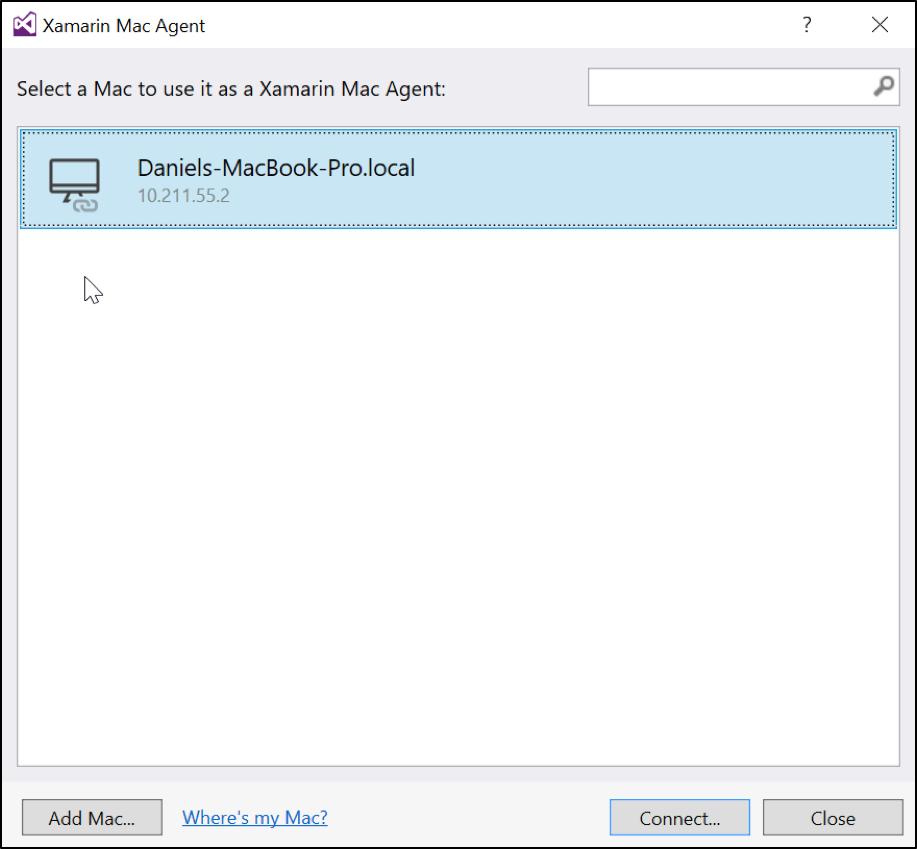 Xamarin Mac Agent
?
Select a Mac to use it as a Xamarin Mac Agent:
Daniels-MacBook-Pro.local
10.211.55.2
Add Mac...
Where's my Mac?
Connect...
Close